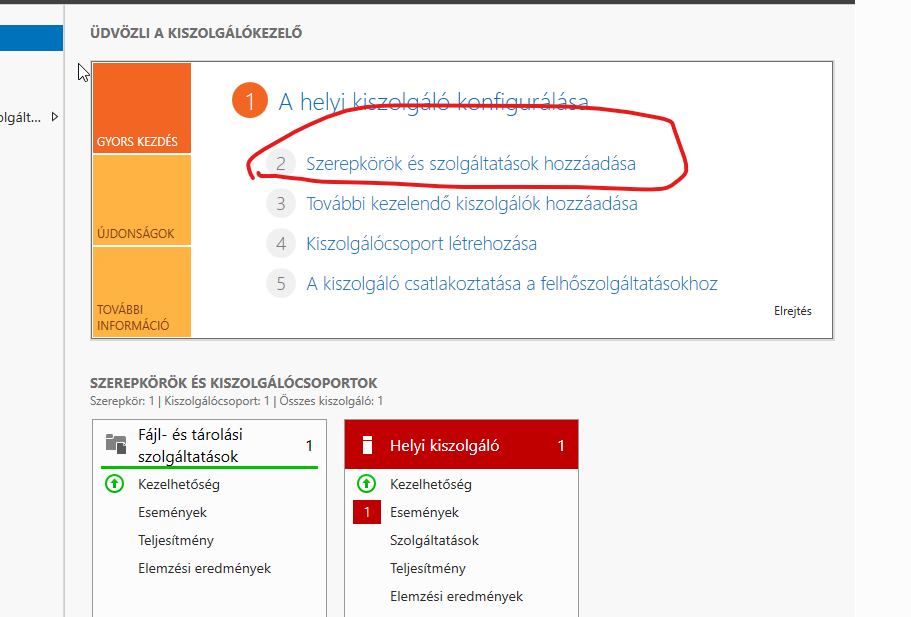 ÜDVÖZLI A KISZOLGÁLÓKEZELŐ
1 A helyi kiszolgáló konfigurálása
GYORS KEZDÉS
2 Szerepkörök és szolgáltatások hozzáadása
3 További kezelendő kiszolgálók hozzáadása
ÚJDONSÁGOK
4 Kiszolgálócsoport létrehozása
5 A kiszolgáló csatlakoztatása a felhőszolgáltatásokhoz
TOVÁBBI
INFORMÁCIÓ
Elrejtés
SZEREPKÖRÖK ÉS KISZOLGÁLÓCSOPORTOK
Szerepkör: 1 | Kiszolgálócsoport: 1 | Összes kiszolgáló: 1
Fájl- és tárolási
szolgáltatások
1
Kezelhetőség
Események
Teljesítmény
Elemzési eredmények
Helyi kiszolgáló 1
Kezelhetőség
1 Események
Szolgáltatások
Teljesítmény
Elemzési eredmények